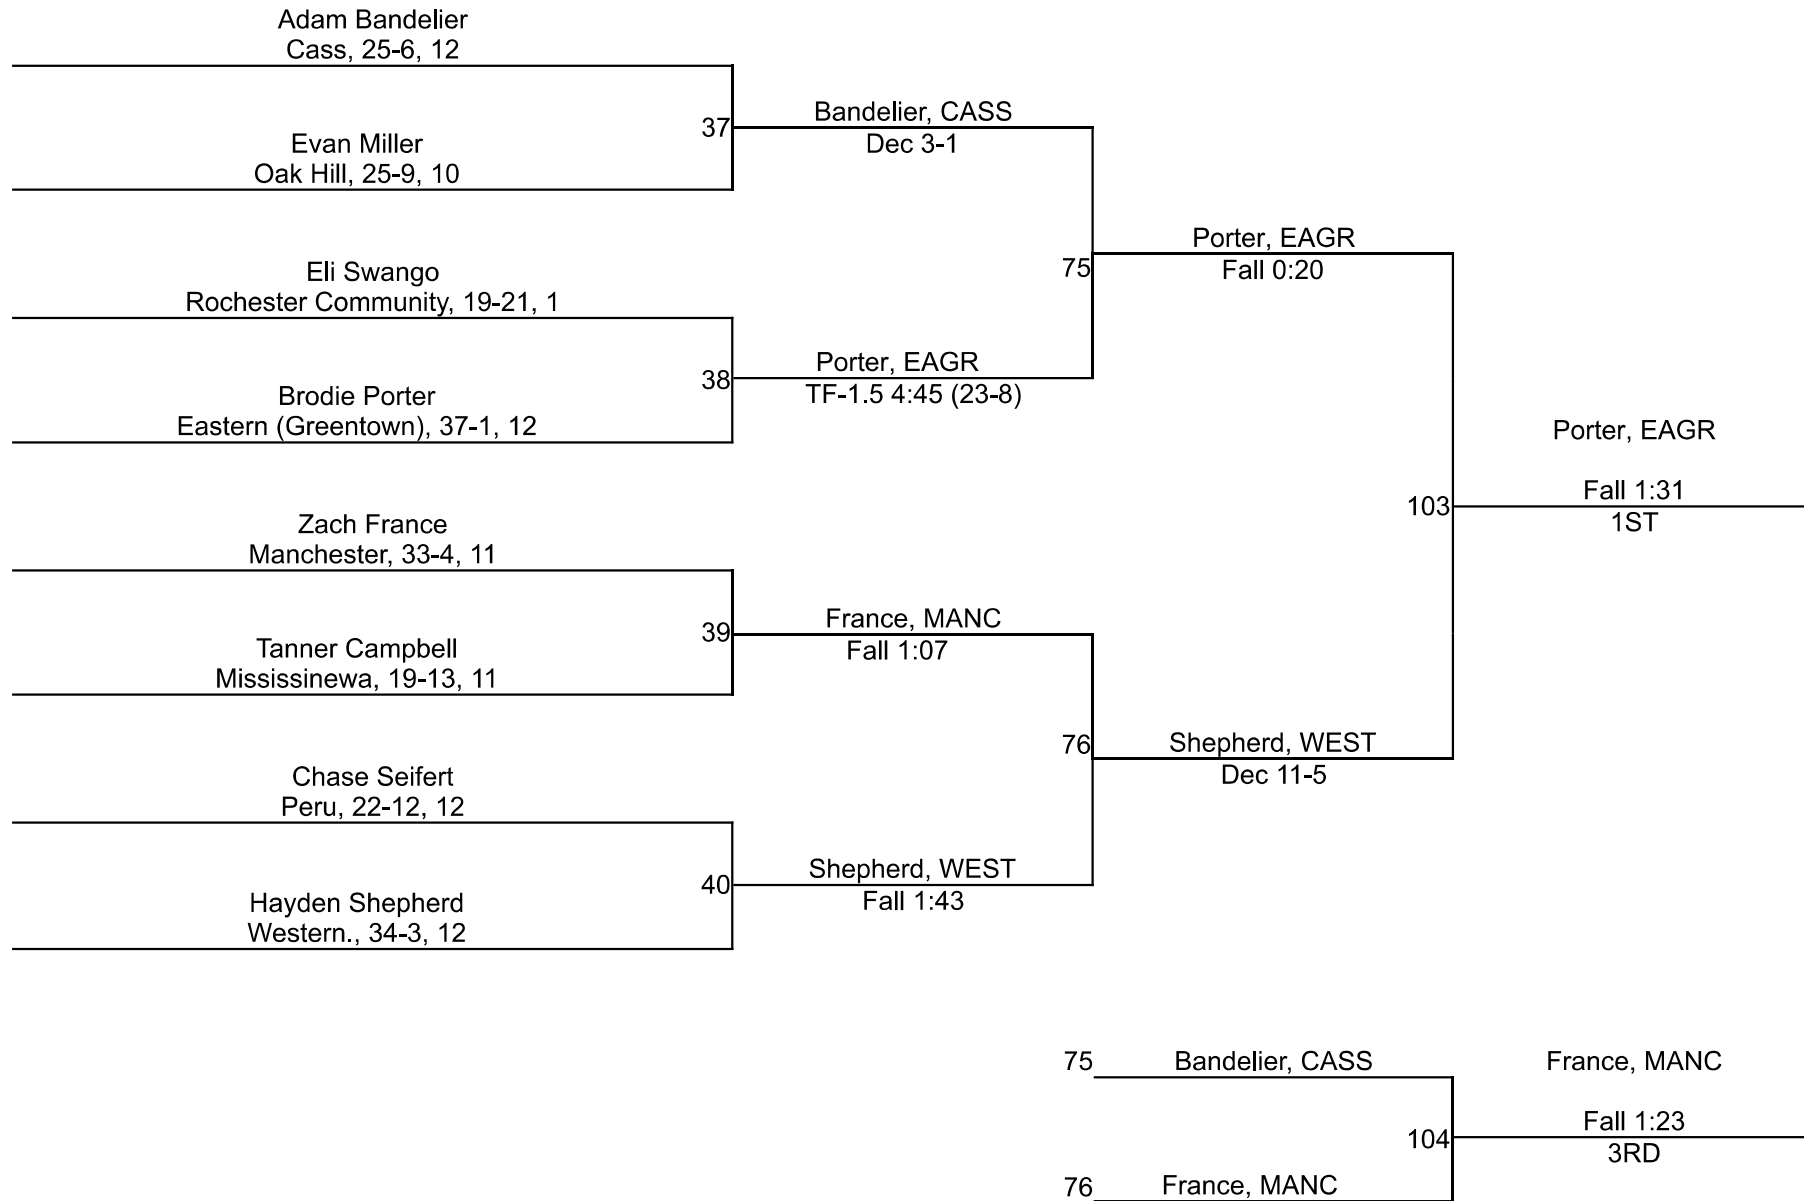 Adam Bandelier
Cass, 25-6, 12
37
Evan Miller
Oak Hill, 25-9, 10
Bandelier, CASS
Dec 3-1
Eli Swango
Rochester Community, 19-21, 1
38
Brodie Porter
Eastern (Greentown), 37-1, 12
Porter, EAGR
TF-1.5 4:45 (23-8)
75
Porter, EAGR
Fall 0:20
Zach France
Manchester, 33-4, 11
39
Tanner Campbell
Mississinewa, 19-13, 11
France, MANC
Fall 1:07
Chase Seifert
Peru, 22-12, 12
40
Hayden Shepherd
Western., 34-3, 12
Shepherd, WEST
Fall 1:43
76
Shepherd, WEST
Dec 11-5
103
Porter, EAGR
Fall 1:31
1ST
75
Bandelier, CASS
76
France, MANC
104
France, MANC
Fall 1:23
3RD